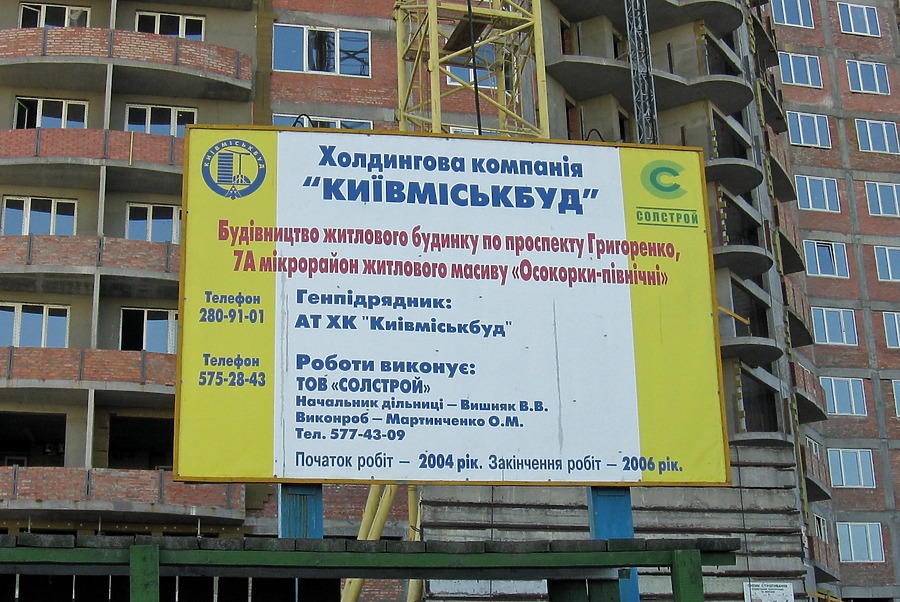 КИЇВМІСЬКБУД
Холдингова компанія
“КИЇВМІСЬКБУД”
СОЛСТРОЙ
Будівництво житлового будинку по проспекту Григоренко,
7А мікрорайон житлового масиву «Осокорки-північні»
Телефон
280-91-01
Генпідрядник:
АТ ХК "Київміськбуд"
Телефон
575-28-43
Роботи виконує:
ТОВ «СОЛСТРОЙ»
Начальник дільниці – Вишняк В.В.
Виконроб – Мартинченко О.М.
Тел. 577-43-09
Початок робіт – 2004 рік. Закінчення робіт – 2006 рік.